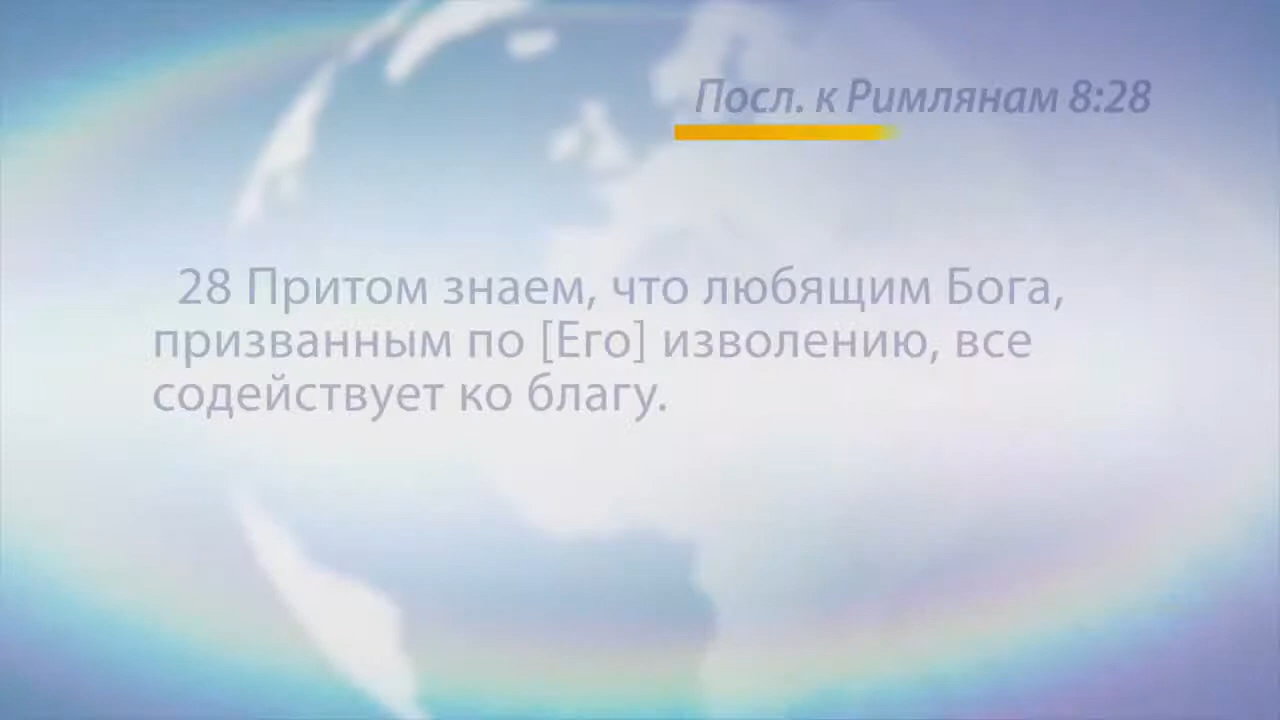 Посл. к Римлянам 8:28
28 Притом знаем, что любящим Бога,
призванным по [Его] изволению, все
содействует ко благу.